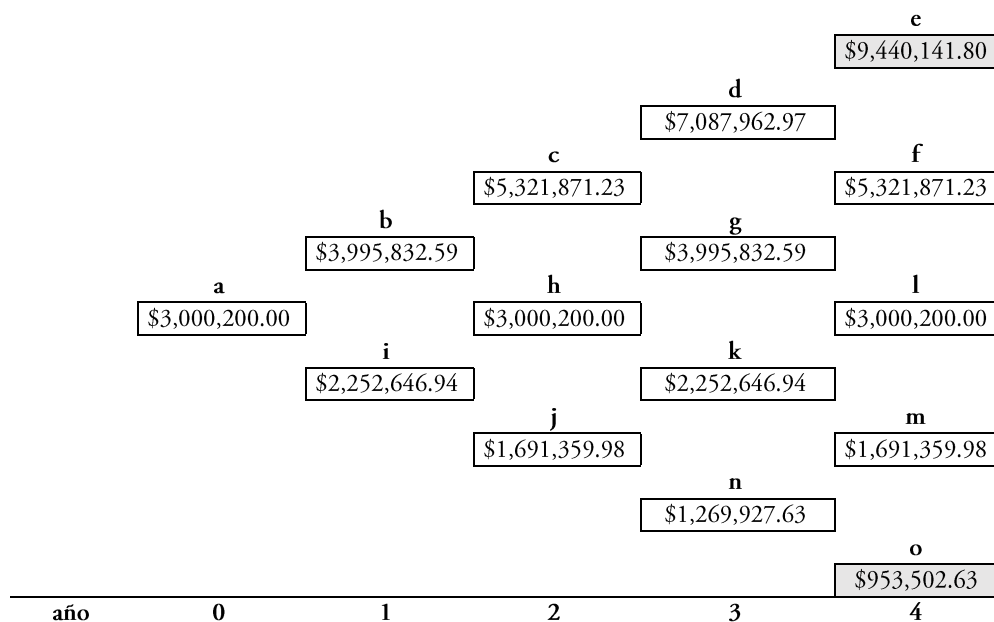 e
$9,440,141.80
d
$7,087,962.97
c f
$5,321,871.23 $5,321,871.23
b g
$3,995,832.59 $3,995,832.59
a h l
$3,000,200.00 $3,000,200.00 $3,000,200.00
i k
$2,252,646.94 $2,252,646.94
j m
$1,691,359.98 $1,691,359.98
n
$1,269,927.63
o
$953,502.63
año 0 1 2 3 4